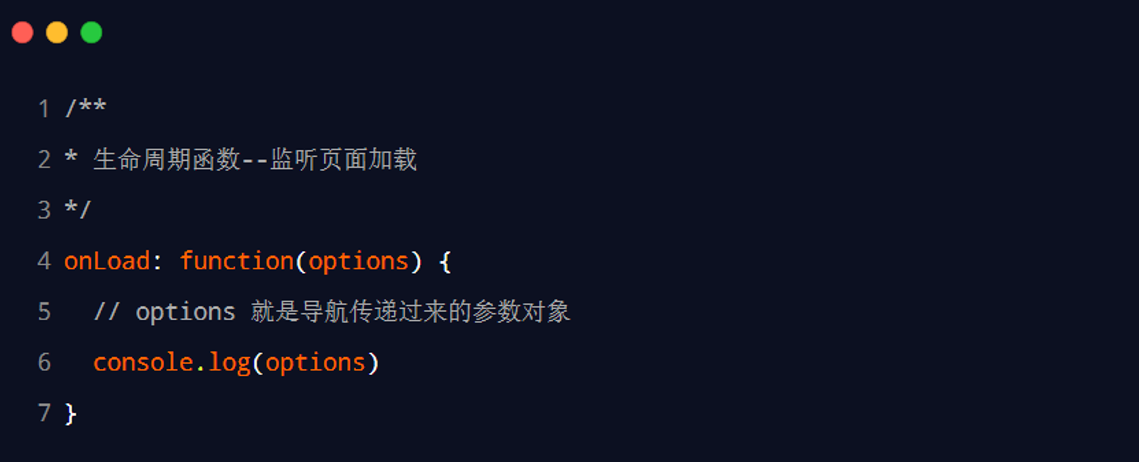 1 /**
2 * 生命周期函数--监听页面加载
3 */
4 onLoad: function(options) {
5   // options 就是导航传递过来的参数对象
6   console.log(options)
7 }